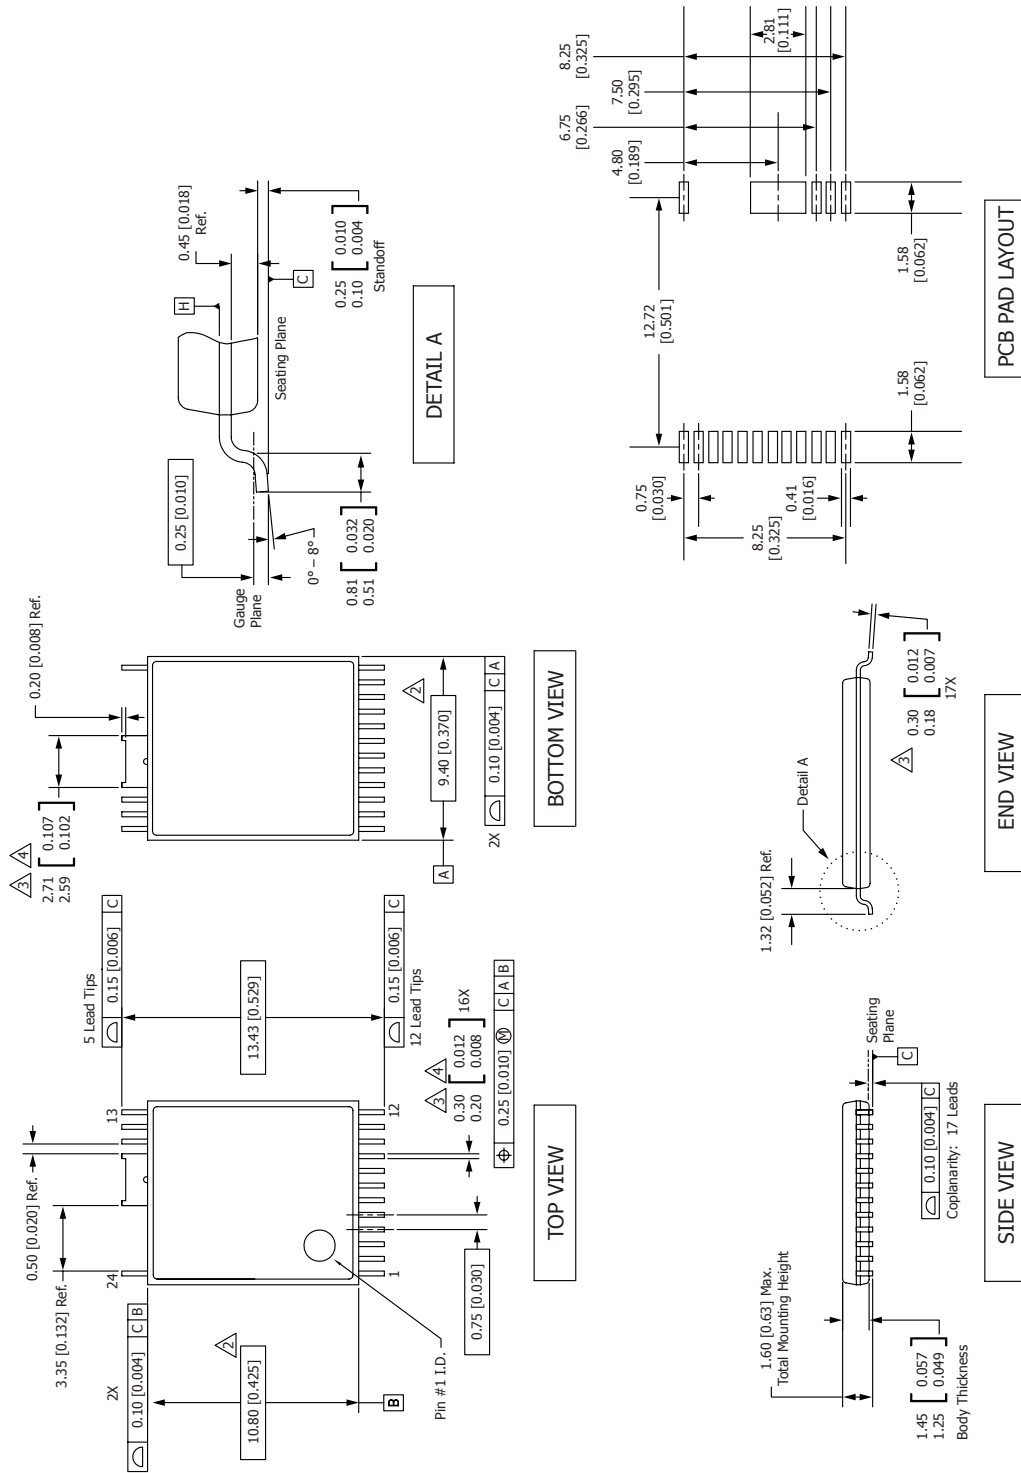 2X
0.10 [0.004] C B
3.35 [0.132] Ref.
0.50 [0.020] Ref.
24
13
5 Lead Tips
0.15 [0.006] C
2
10.80 [0.425]
B
Pin #1 I.D.
1
12
0.75 [0.030]
13.43 [0.529]
0.15 [0.006] C
12 Lead Tips
3 4
0.30 [0.012] 16X
0.20 [0.008]
0.25 [0.010] M C A B
TOP VIEW
3 4
2.71 [0.107]
2.59 [0.102]
0.20 [0.008] Ref.
2
9.40 [0.370]
A
2X
0.10 [0.004] C A
BOTTOM VIEW
Gauge
Plane
0.25 [0.010]
H
0.45 [0.018]
Ref.
Seating Plane
C
0° – 8°
0.81 [0.032]
0.51 [0.020]
0.25 [0.010]
0.10 [0.004]
Standoff
DETAIL A
1.60 [0.63] Max.
Total Mounting Height
1.45 [0.057]
1.25 [0.049]
Body Thickness
Seating
Plane
C
0.10 [0.004] C
Coplanarity: 17 Leads
SIDE VIEW
1.32 [0.052] Ref.
Detail A
3
0.30 [0.012]
0.18 [0.007]
17X
END VIEW
0.75
[0.030]
8.25
[0.325]
0.41
[0.016]
1.58
[0.062]
12.72
[0.501]
4.80
[0.189]
6.75
[0.266]
7.50
[0.295]
8.25
[0.325]
2.81
[0.111]
1.58
[0.062]
PCB PAD LAYOUT